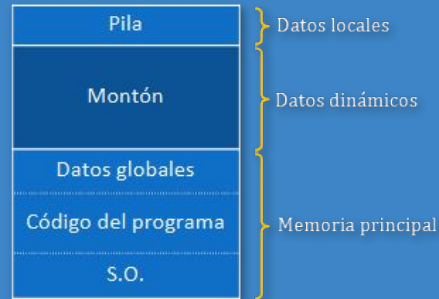 Pila
Datos locales
Montón
Datos dinámicos
Datos globales
Código del programa
Memoria principal
S.O.